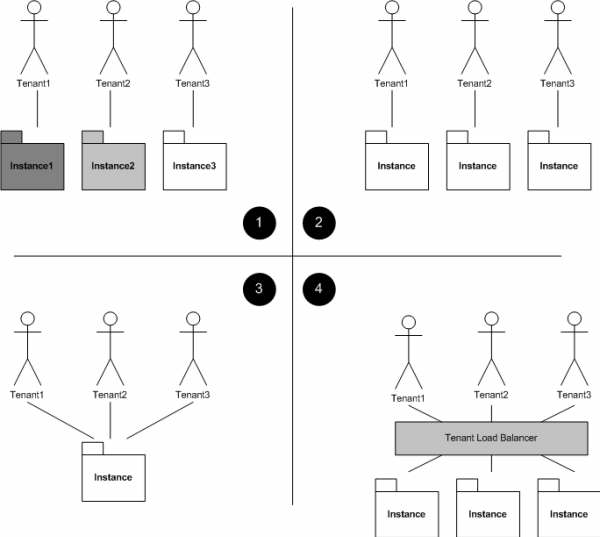 Tenant1 Tenant2 Tenant3
Instance1 Instance2 Instance3
1
Tenant1 Tenant2 Tenant3
Instance Instance Instance
2
3
Tenant1 Tenant2 Tenant3
Instance
4
Tenant1 Tenant2 Tenant3
Tenant Load Balancer
Instance Instance Instance